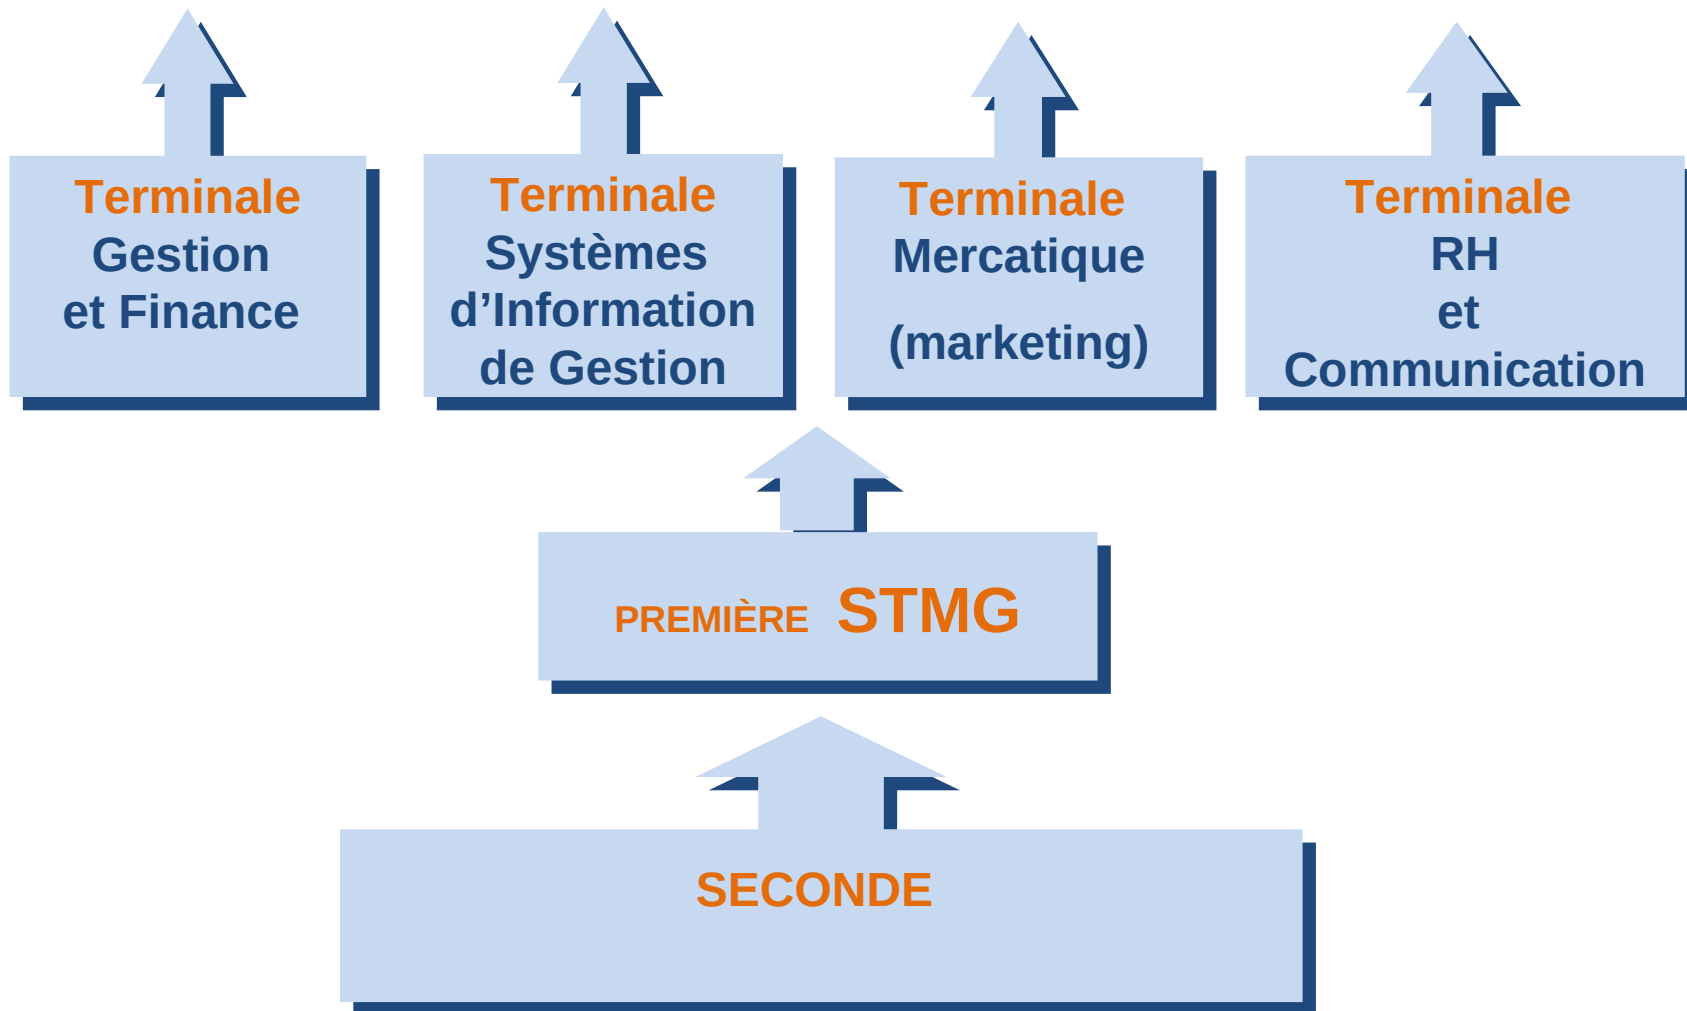 Terminale
Gestion
et Finance
Terminale
Systèmes
d’Information
de Gestion
Terminale
Mercatique
(marketing)
Terminale
RH
et
Communication
PREMIÈRE STMG
SECONDE